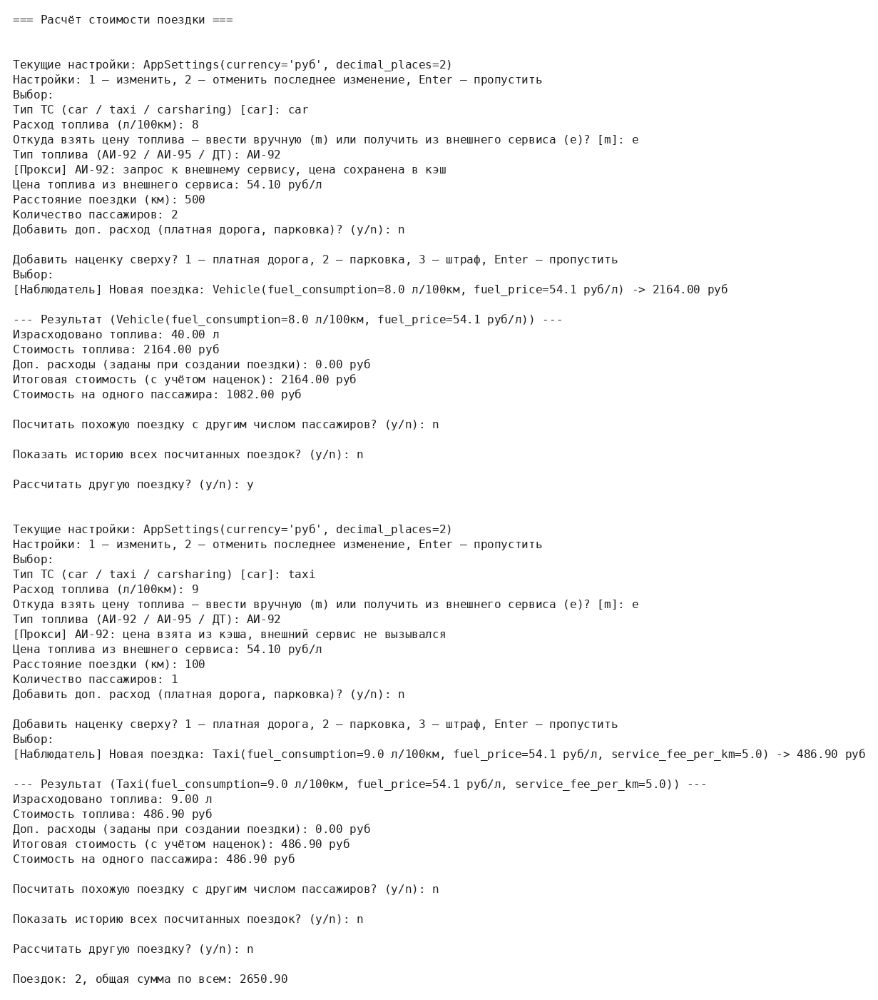 === Расчёт стоимости поездки ===
Текущие настройки: AppSettings(currency='руб', decimal_places=2)
Настройки: 1 — изменить, 2 — отменить последнее изменение, Enter — пропустить
Выбор:
Тип ТС (car / taxi / carsharing) [car]: car
Расход топлива (л/100км): 8
Откуда взять цену топлива — ввести вручную (m) или получить из внешнего сервиса (e)? [m]: e
Тип топлива (АИ-92 / АИ-95 / ДТ): АИ-92
[Прокси] АИ-92: запрос к внешнему сервису, цена сохранена в кэш
Цена топлива из внешнего сервиса: 54.10 руб/л
Расстояние поездки (км): 500
Количество пассажиров: 2
Добавить доп. расход (платная дорога, парковка)? (y/n): n
Добавить наценку сверху? 1 — платная дорога, 2 — парковка, 3 — штраф, Enter — пропустить
Выбор:
[Наблюдатель] Новая поездка: Vehicle(fuel_consumption=8.0 л/100км, fuel_price=54.1 руб/л) -> 2164.00 руб
--- Результат (Vehicle(fuel_consumption=8.0 л/100км, fuel_price=54.1 руб/л)) ---
Израсходовано топлива: 40.00 л
Стоимость топлива: 2164.00 руб
Доп. расходы (заданы при создании поездки): 0.00 руб
Итоговая стоимость (с учётом наценок): 2164.00 руб
Стоимость на одного пассажира: 1082.00 руб
Посчитать похожую поездку с другим числом пассажиров? (y/n): n
Показать историю всех посчитанных поездок? (y/n): n
Рассчитать другую поездку? (y/n): y
Текущие настройки: AppSettings(currency='руб', decimal_places=2)
Настройки: 1 — изменить, 2 — отменить последнее изменение, Enter — пропустить
Выбор:
Тип ТС (car / taxi / carsharing) [car]: taxi
Расход топлива (л/100км): 9
Откуда взять цену топлива — ввести вручную (m) или получить из внешнего сервиса (e)? [m]: e
Тип топлива (АИ-92 / АИ-95 / ДТ): АИ-92
[Прокси] АИ-92: цена взята из кэша, внешний сервис не вызывался
Цена топлива из внешнего сервиса: 54.10 руб/л
Расстояние поездки (км): 100
Количество пассажиров: 1
Добавить доп. расход (платная дорога, парковка)? (y/n): n
Добавить наценку сверху? 1 — платная дорога, 2 — парковка, 3 — штраф, Enter — пропустить
Выбор:
[Наблюдатель] Новая поездка: Taxi(fuel_consumption=9.0 л/100км, fuel_price=54.1 руб/л, service_fee_per_km=5.0) -> 486.90 руб
--- Результат (Taxi(fuel_consumption=9.0 л/100км, fuel_price=54.1 руб/л, service_fee_per_km=5.0)) ---
Израсходовано топлива: 9.00 л
Стоимость топлива: 486.90 руб
Доп. расходы (заданы при создании поездки): 0.00 руб
Итоговая стоимость (с учётом наценок): 486.90 руб
Стоимость на одного пассажира: 486.90 руб
Посчитать похожую поездку с другим числом пассажиров? (y/n): n
Показать историю всех посчитанных поездок? (y/n): n
Рассчитать другую поездку? (y/n): n
Поездок: 2, общая сумма по всем: 2650.90